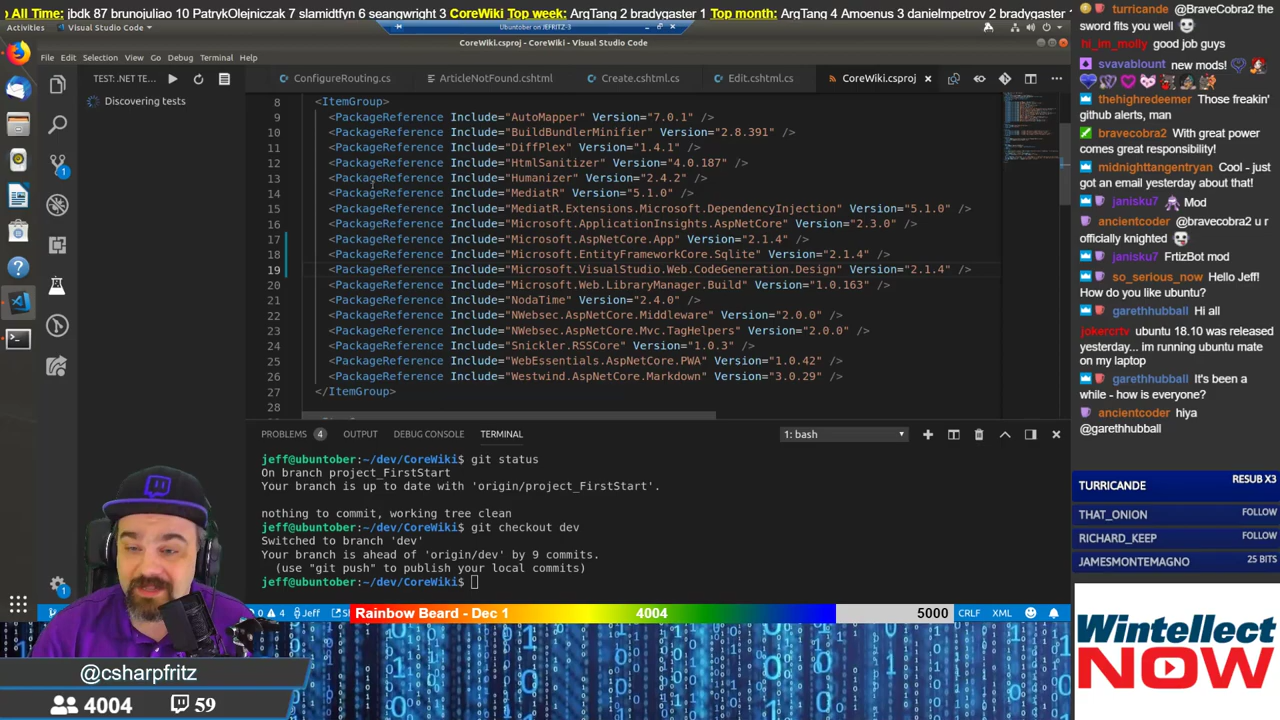 All Time: jbdk 87 brunojuliao 10 PatrykOlejniczak 7 slamidtfyn 6 seangwright 3 CoreWiki Top week: ArgTang 2 bradygaster 1 Top month: ArgTang 4 Amoenus 3 danielmpetrov 2 bradygaster
Activities
Visual Studio Code
Ubuntober on JEFRITZ-3
CoreWiki.csproj - CoreWiki - Visual Studio Code
File Edit Selection View Go Debug Terminal Help
TEST: .NET TE...
ConfigureRouting.cs
ArticleNotFound.cshtml
Create.cshtml.cs
Edit.cshtml.cs
CoreWiki.csproj
Discovering tests
8 <ItemGroup>
9 <PackageReference Include="AutoMapper" Version="7.0.1" />
10 <PackageReference Include="BuildBundlerMinifier" Version="2.8.391" />
11 <PackageReference Include="DiffPlex" Version="1.4.1" />
12 <PackageReference Include="HtmlSanitizer" Version="4.0.187" />
13 <PackageReference Include="Humanizer" Version="2.4.2" />
14 <PackageReference Include="MediatR" Version="5.1.0" />
15 <PackageReference Include="MediatR.Extensions.Microsoft.DependencyInjection" Version="5.1.0" />
16 <PackageReference Include="Microsoft.ApplicationInsights.AspNetCore" Version="2.3.0" />
17 <PackageReference Include="Microsoft.AspNetCore.App" Version="2.1.4" />
18 <PackageReference Include="Microsoft.EntityFrameworkCore.Sqlite" Version="2.1.4" />
19 <PackageReference Include="Microsoft.VisualStudio.Web.CodeGeneration.Design" Version="2.1.4" />
20 <PackageReference Include="Microsoft.Web.LibraryManager.Build" Version="1.0.163" />
21 <PackageReference Include="NodaTime" Version="2.4.0" />
22 <PackageReference Include="NWebsec.AspNetCore.Middleware" Version="2.0.0" />
23 <PackageReference Include="NWebsec.AspNetCore.Mvc.TagHelpers" Version="2.0.0" />
24 <PackageReference Include="Snickler.RSSCore" Version="1.0.3" />
25 <PackageReference Include="WebEssentials.AspNetCore.PWA" Version="1.0.42" />
26 <PackageReference Include="Westwind.AspNetCore.Markdown" Version="3.0.29" />
27 </ItemGroup>
28
PROBLEMS 4 OUTPUT DEBUG CONSOLE TERMINAL
1: bash
jeff@ubuntober:~/dev/CoreWiki$ git status
On branch project_FirstStart
Your branch is up to date with 'origin/project_FirstStart'.
nothing to commit, working tree clean
jeff@ubuntober:~/dev/CoreWiki$ git checkout dev
Switched to branch 'dev'
Your branch is ahead of 'origin/dev' by 9 commits.
(use "git push" to publish your local commits)
jeff@ubuntober:~/dev/CoreWiki$
0 4 Jeff
CRLF XML
Rainbow Beard - Dec 1
4004
5000
@csharpfritz
4004
59
turricande @BraveCobra2 the
sword fits you well
hi_im_molly good job guys
svavablount new mods!
thehighredeemer Those freakin'
github alerts, man
bravecobra2 With great power
comes great responsibility!
midnighttangentryan Cool - just
got an email yesterday about that!
janisku7 Mod
ancientcoder @bravecobra2 u r
officially knighted
janisku7 FrtizBot mod
so_serious_now Hello Jeff!
How do you like ubuntu?
garethhubball Hi all
jokercrtv ubuntu 18.10 was released
yesterday... im running ubuntu mate
on my laptop
garethhubball It's been a
while - how is everyone?
ancientcoder hiya
@garethhubball
TURRICANDE RESUB X3
THAT_ONION FOLLOW
RICHARD_KEEP FOLLOW
JAMESMONTEMAGNO 25 BITS
Wintellect
NOW